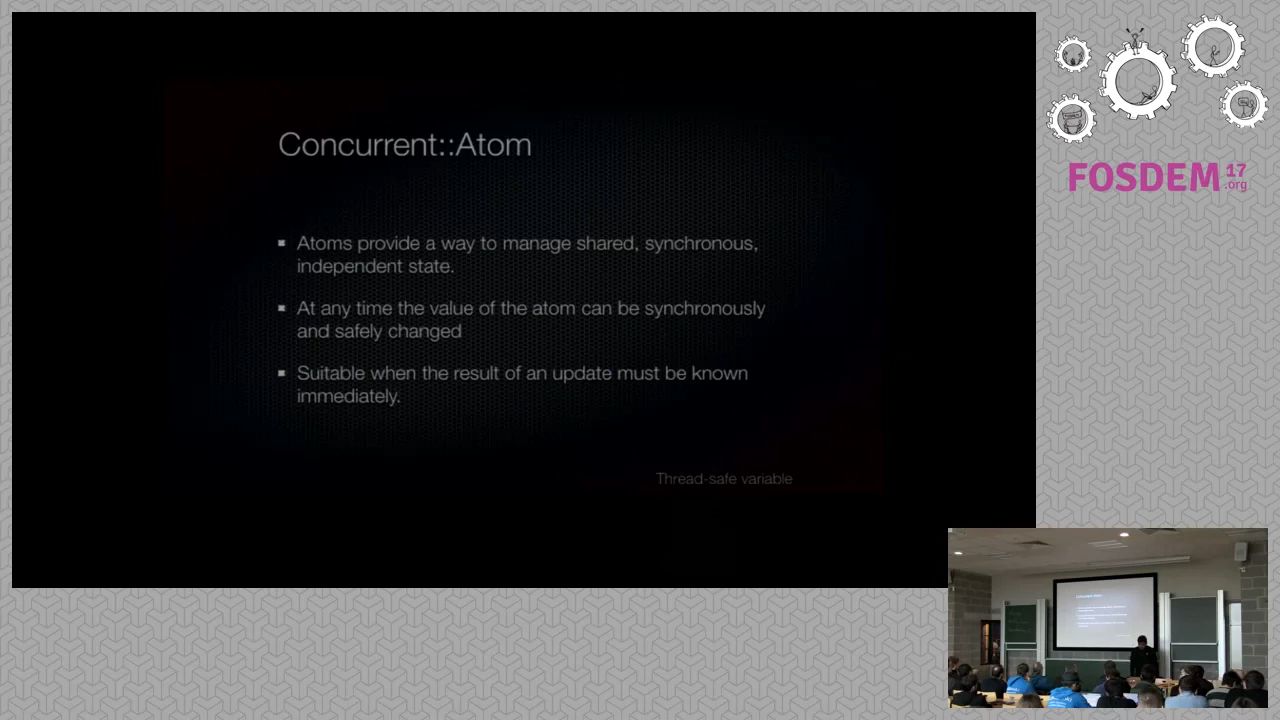 Concurrent::Atom
Atoms provide a way to manage shared, synchronous,
independent state.
At any time the value of the atom can be synchronously
and safely changed
Suitable when the result of an update must be known
immediately.
Thread-safe variable
FOSDEM 17
.org